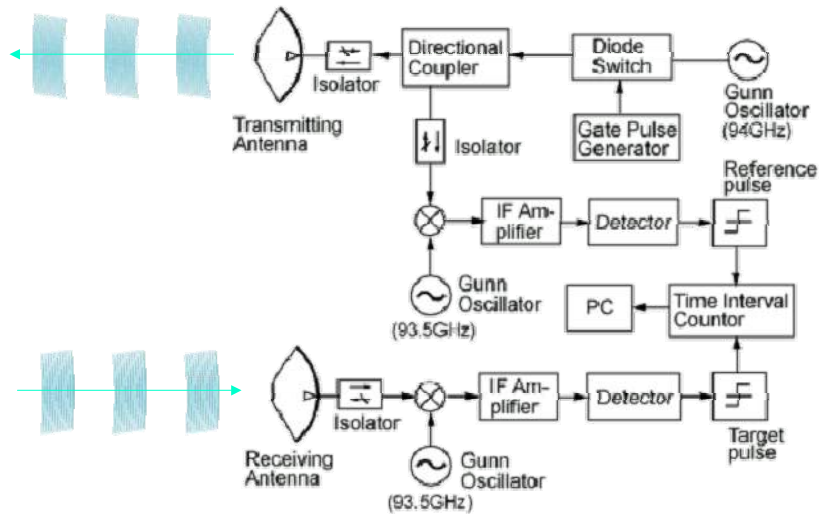 Directional
Coupler
Diode
Switch
Isolator
Gunn
Oscillator
(94GHz)
Transmitting
Antenna
Gate Pulse
Generator
Isolator
Reference
pulse
IF Am-
plifier
Detector
Gunn
Oscillator
(93.5GHz)
PC
Time Interval
Countor
IF Am-
plifier
Detector
Isolator
Target
pulse
Receiving
Antenna
Gunn
Oscillator
(93.5GHz)